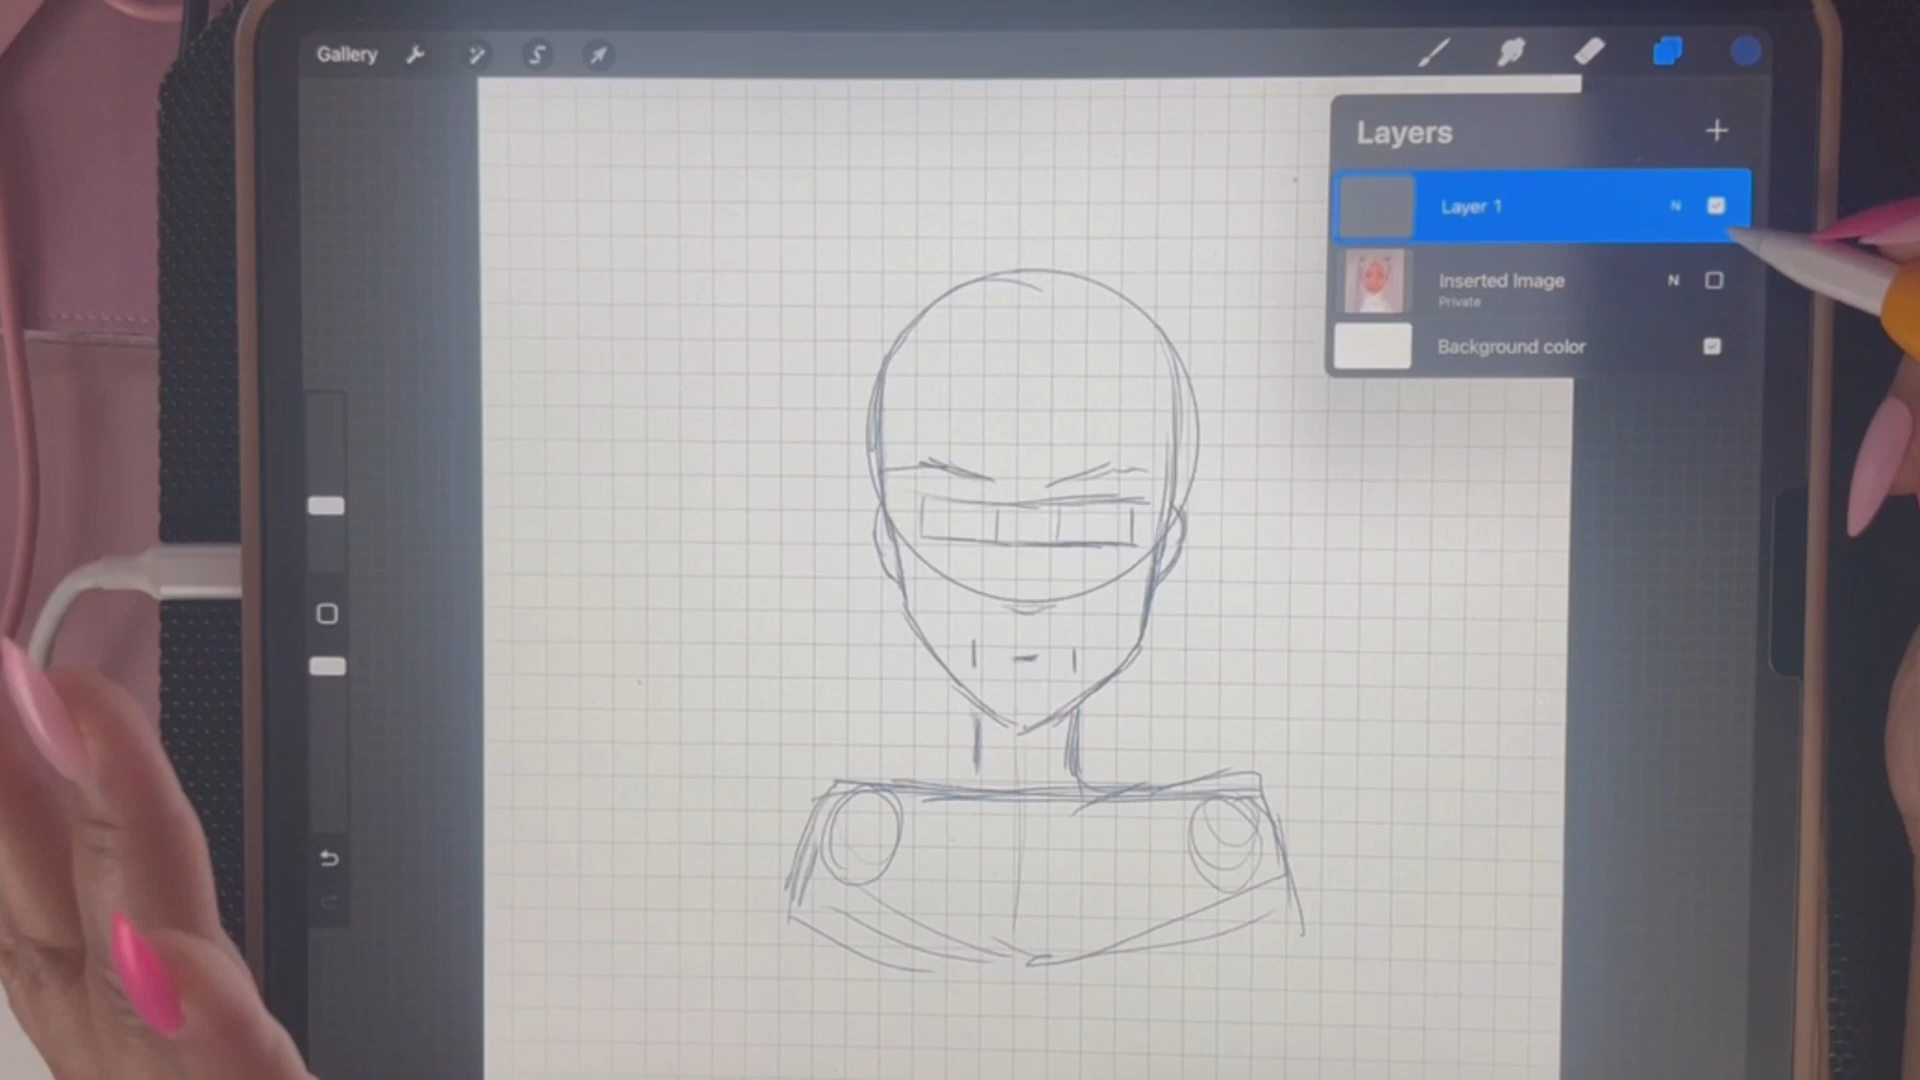 Gallery
Layers
Layer 1 N
Inserted Image N
Private
Background color